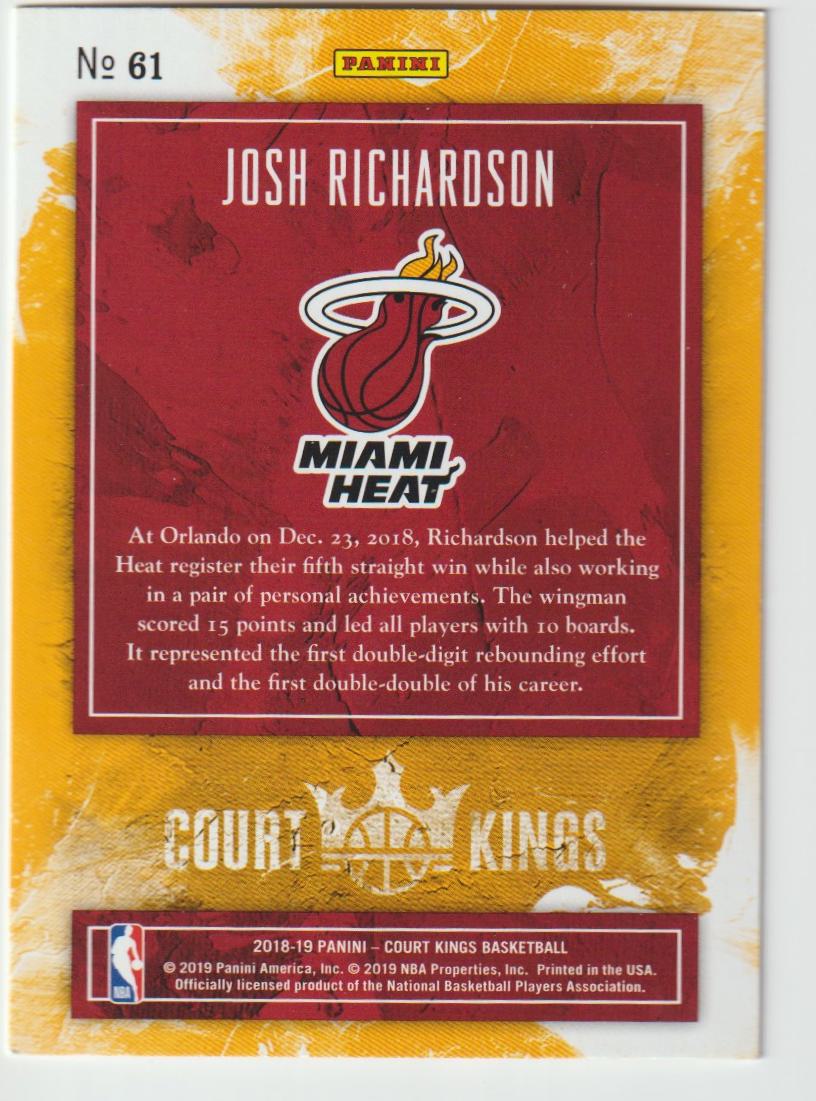 № 61
PANINI
JOSH RICHARDSON
MIAMI
HEAT
At Orlando on Dec. 23, 2018, Richardson helped the
Heat register their fifth straight win while also working
in a pair of personal achievements. The wingman
scored 15 points and led all players with 10 boards.
It represented the first double-digit rebounding effort
and the first double-double of his career.
COURT KINGS
2018-19 PANINI – COURT KINGS BASKETBALL
© 2019 Panini America, Inc. © 2019 NBA Properties, Inc. Printed in the USA.
Officially licensed product of the National Basketball Players Association.
NBA